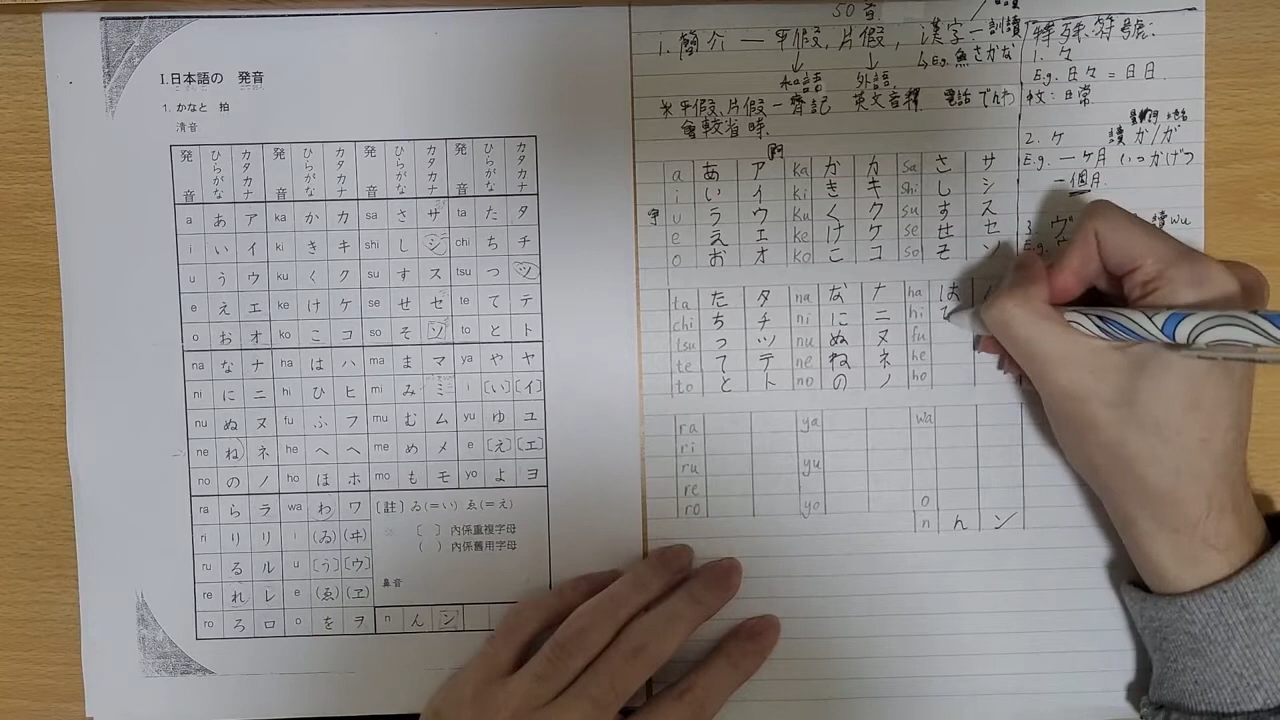 I.日本語の 発音
1. かなと 拍
清音
発音 ひらがな カタカナ 発音 ひらがな カタカナ 発音 ひらがな カタカナ 発音 ひらがな カタカナ
a あ ア ka か カ sa さ サ ta た タ
i い イ ki き キ shi し シ chi ち チ
u う ウ ku く ク su す ス tsu つ ツ
e え エ ke け ケ se せ セ te て テ
o お オ ko こ コ so そ ソ to と ト
na な ナ ha は ハ ma ま マ ya や ヤ
ni に ニ hi ひ ヒ mi み ミ i [い] [イ]
nu ぬ ヌ fu ふ フ mu む ム yu ゆ ユ
ne ね ネ he へ ヘ me め メ e [え] [エ]
no の ノ ho ほ ホ mo も モ yo よ ヨ
ra ら ラ wa わ ワ [註] ゐ(=い) ゑ(=え)
ri り リ i (ゐ) (ヰ) ※ [ ] 內係重複字母
ru る ル u [う] [ウ] ( ) 內係舊用字母
re れ レ e (ゑ) (ヱ) 鼻音
ro ろ ロ o を ヲ n ん ン
50音
1. 簡介 — 平假, 片假, 漢字 — 訓讀
和語 外語 E.g. 魚 さかな
* 平假、片假 — 齊記 英文音釋 電話 でんわ
會較省時.
a あ ア ka か カ sa さ サ
i い イ ki き キ shi し シ
u う ウ ku く ク su す ス
e え エ ke け ケ se せ セ
o お オ ko こ コ so そ ソ
ta た タ na な ナ ha は
chi ち チ ni に ニ hi
tsu っ ツ nu ぬ ヌ fu
te て テ ne ね ネ he
to と ト no の ノ ho
ra ya wa
ri
ru yu
re
ro yo o
n ん ン
特殊符號:
1. 々
E.g. 日々 = 日日
中文: 日常
2. ケ 讀 か/が
E.g. 一ケ月 いっかげつ
一個月
3. ヴ 讀 wu
E.g.